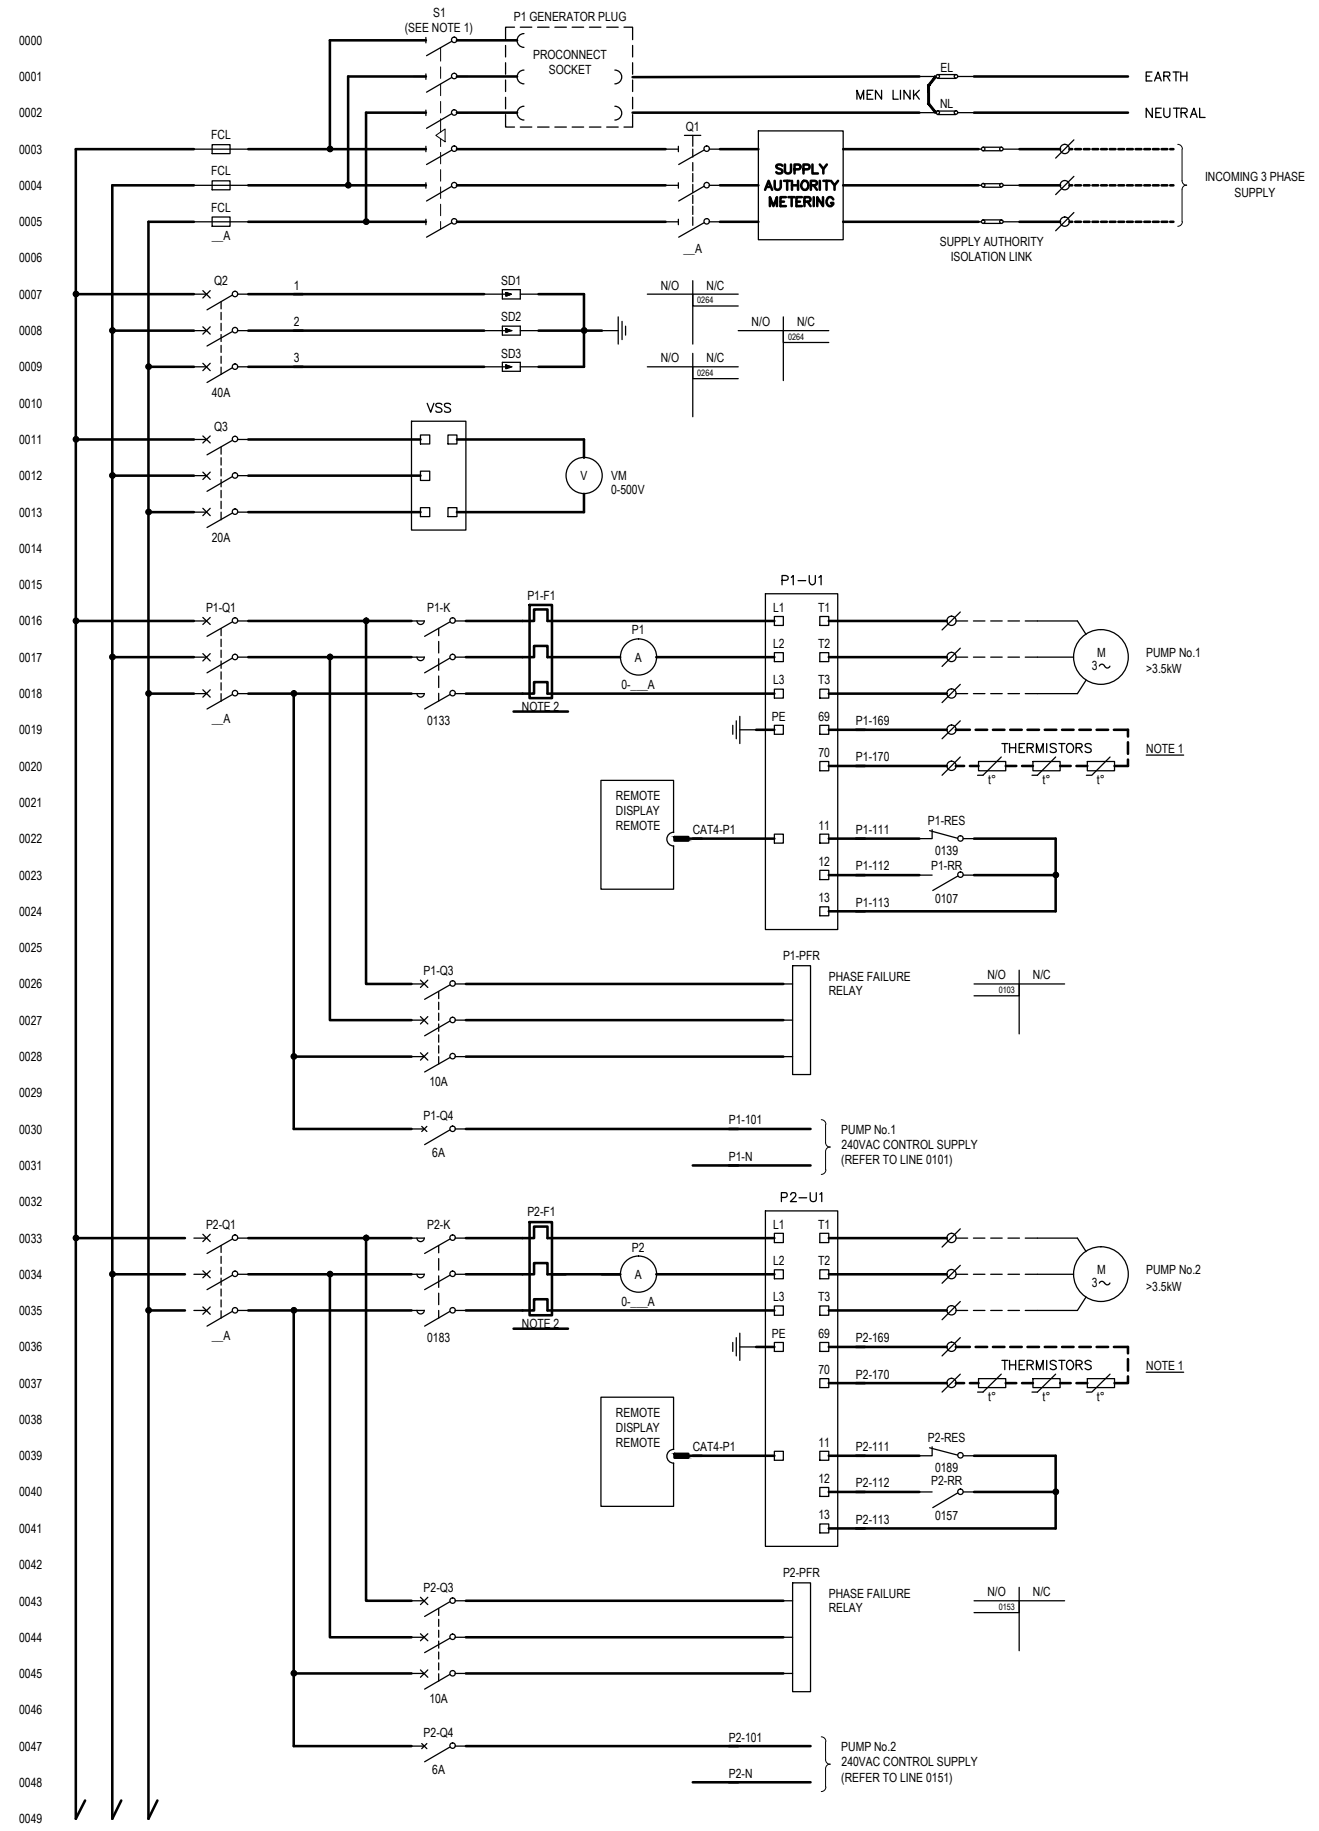 S1
(SEE NOTE 1)
P1 GENERATOR PLUG
0000
PROCONNECT
SOCKET
0001
EL
EARTH
MEN LINK
0002
NL
NEUTRAL
FCL
Q1
0003
SUPPLY
AUTHORITY
METERING
INCOMING 3 PHASE
SUPPLY
FCL
0004
FCL
0005
__A
__A
SUPPLY AUTHORITY
ISOLATION LINK
0006
Q2
1
SD1
N/O N/C
0007
0264
2
SD2
N/O N/C
0008
0264
3
SD3
N/O N/C
0009
0264
40A
0010
VSS
Q3
0011
0012
V
VM
0-500V
0013
20A
0014
0015
P1-U1
P1-Q1
P1-K
P1-F1
L1
T1
0016
P1
L2
T2
0017
A
M
3~
PUMP No.1
>3.5kW
0-___A
L3
T3
0018
__A
0133
NOTE 2
PE
69
P1-169
0019
THERMISTORS
NOTE 1
70
P1-170
0020
t°
t°
t°
0021
REMOTE
DISPLAY
REMOTE
CAT4-P1
11
P1-111
P1-RES
0022
0139
12
P1-112
P1-RR
0023
0107
13
P1-113
0024
0025
P1-PFR
P1-Q3
0026
PHASE FAILURE
RELAY
N/O N/C
0103
0027
0028
10A
0029
P1-Q4
P1-101
0030
PUMP No.1
240VAC CONTROL SUPPLY
(REFER TO LINE 0101)
6A
P1-N
0031
0032
P2-U1
P2-Q1
P2-K
P2-F1
L1
T1
0033
P2
L2
T2
0034
A
M
3~
PUMP No.2
>3.5kW
0-___A
L3
T3
0035
__A
0183
NOTE 2
PE
69
P2-169
0036
THERMISTORS
NOTE 1
70
P2-170
0037
t°
t°
t°
0038
REMOTE
DISPLAY
REMOTE
CAT4-P1
11
P2-111
P2-RES
0039
0189
12
P2-112
P2-RR
0040
0157
13
P2-113
0041
0042
P2-PFR
P2-Q3
0043
PHASE FAILURE
RELAY
N/O N/C
0153
0044
0045
10A
0046
P2-Q4
P2-101
0047
PUMP No.2
240VAC CONTROL SUPPLY
(REFER TO LINE 0151)
6A
P2-N
0048
0049